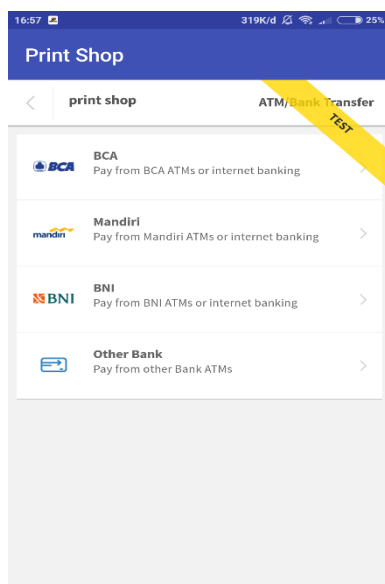 16:57 319K/d 25%
Print Shop
print shop ATM/Bank Transfer
TEST
BCA
BCA
Pay from BCA ATMs or internet banking
Mandiri
mandiri
Pay from Mandiri ATMs or internet banking
BNI
BNI
Pay from BNI ATMs or internet banking
Other Bank
Pay from other Bank ATMs